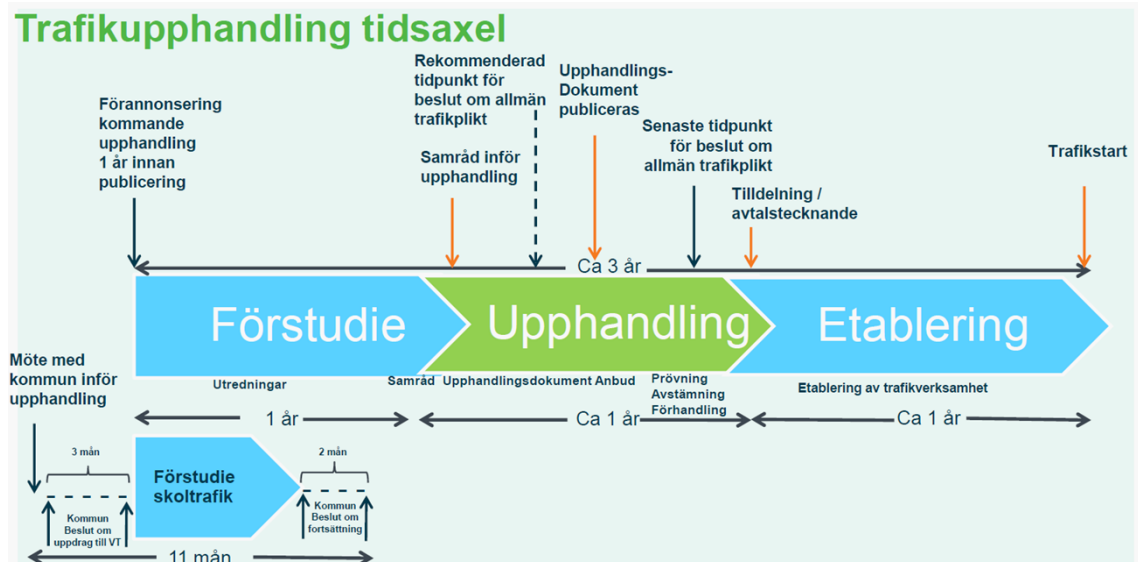 Trafikupphandling tidsaxel
Förannonsering
kommande
upphandling
1 år innan
publicering
Rekommenderad
tidpunkt för
beslut om allmän
trafikplikt
Samråd inför
upphandling
Upphandlings-
Dokument
publiceras
Senaste tidpunkt
för beslut om
allmän trafikplikt
Tilldelning /
avtalstecknande
Trafikstart
Ca 3 år
Förstudie
Upphandling
Etablering
Utredningar
Samråd
Upphandlingsdokument Anbud
Prövning
Avstämning
Förhandling
Etablering av trafikverksamhet
1 år
Ca 1 år
Ca 1 år
Möte med
kommun inför
upphandling
3 mån
Förstudie
skoltrafik
2 mån
Kommun
Beslut om
uppdrag till VT
Kommun
Beslut om
fortsättning
11 mån